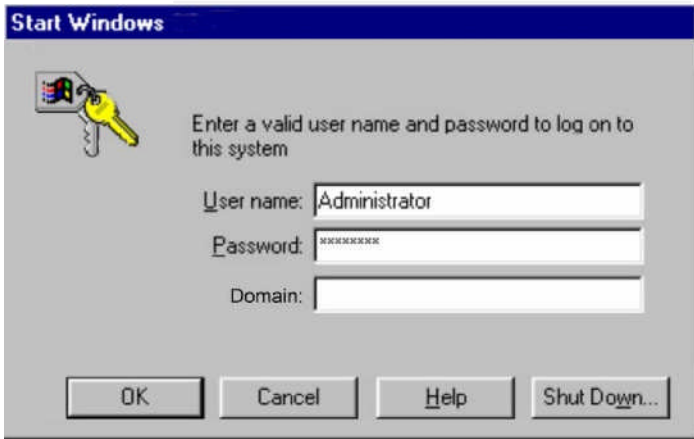 Start Windows
Enter a valid user name and password to log on to
this system
User name: Administrator
Password: ********
Domain:
OK Cancel Help Shut Down...